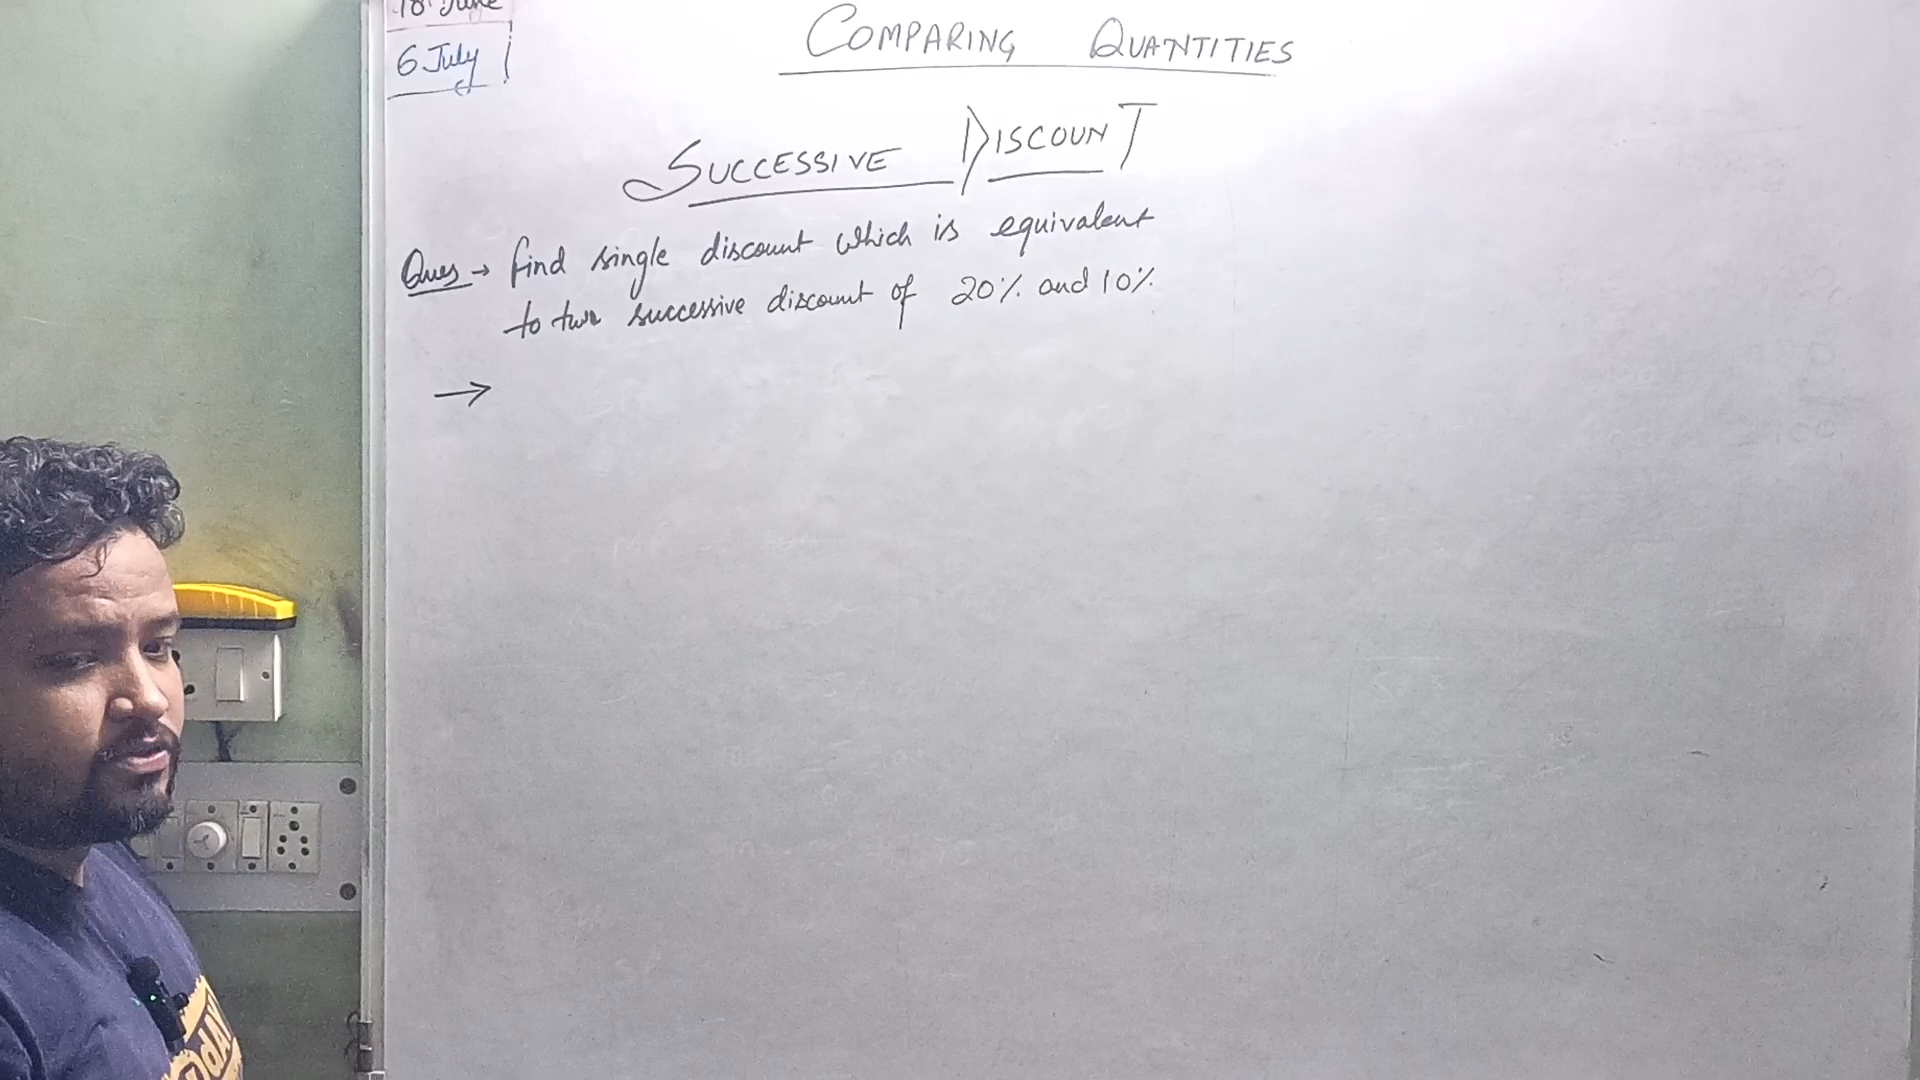 18 June
6 July
COMPARING QUANTITIES
SUCCESSIVE DISCOUNT
Ques → find single discount which is equivalent
to two successive discount of 20% and 10%
→